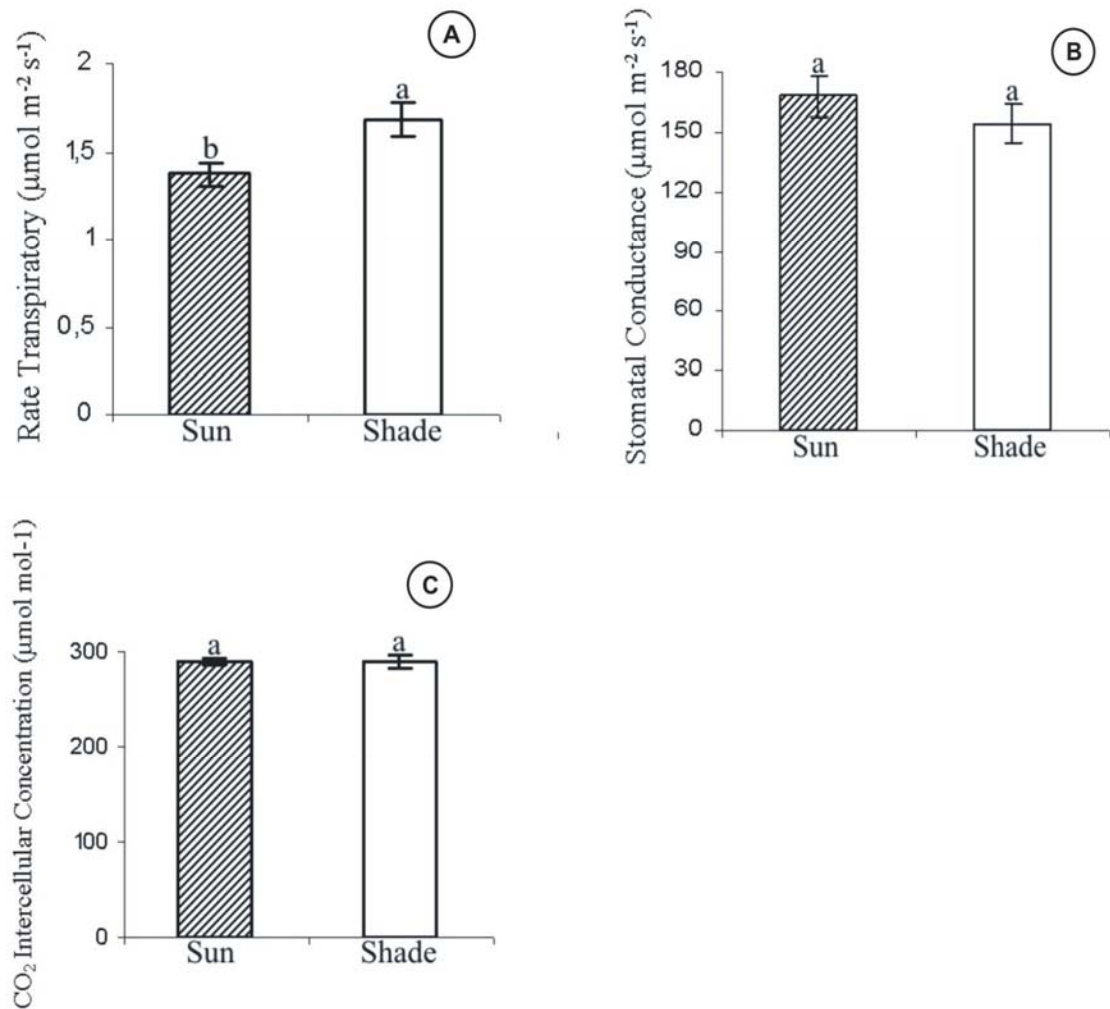 A
Rate Transpiratory (µmol m⁻² s⁻¹)
2
1,5
1
0,5
0
b
a
Sun
Shade
B
Stomatal Conductance (µmol m⁻² s⁻¹)
180
150
120
90
60
30
0
a
a
Sun
Shade
C
CO₂ Intercellular Concentration (µmol mol-1)
300
200
100
0
a
a
Sun
Shade